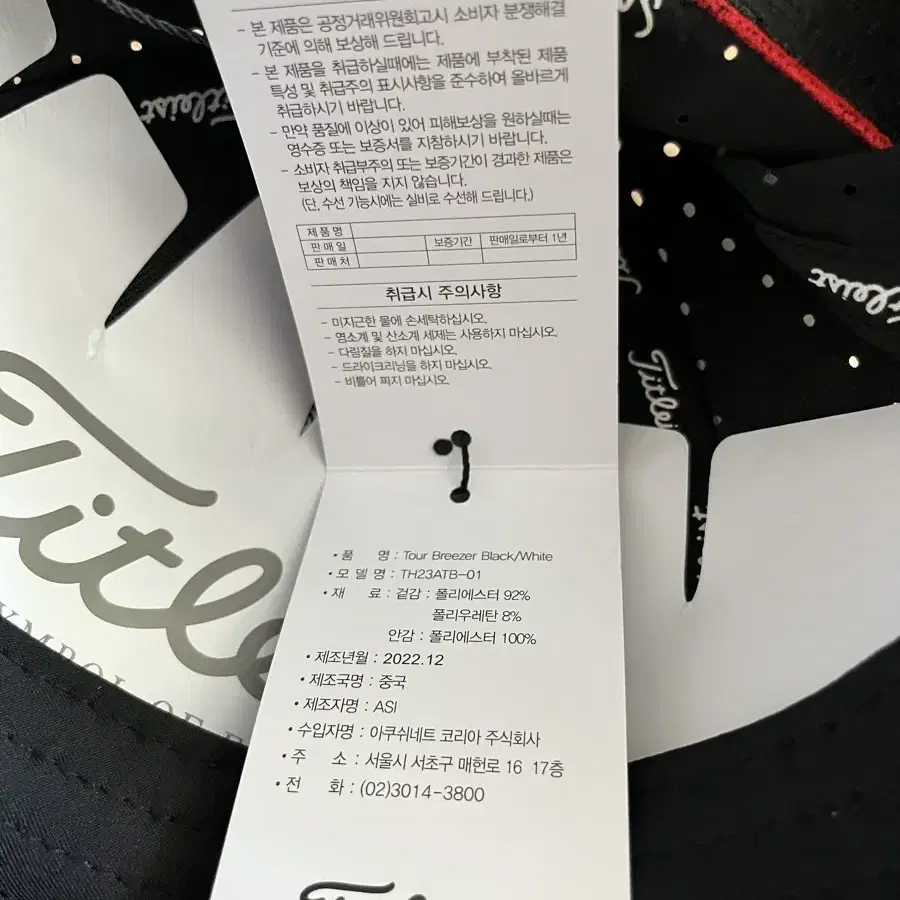 - 본 제품은 공정거래위원회고시 소비자 분쟁해결
기준에 의해 보상해 드립니다.
- 본 제품을 취급하실때에는 제품에 부착된 제품
특성 및 취급주의 표시사항을 준수하여 올바르게
취급하시기 바랍니다.
- 만약 품질에 이상이 있어 피해보상을 원하실때는
영수증 또는 보증서를 지참하시기 바랍니다.
- 소비자 취급부주의 또는 보증기간이 경과한 제품은
보상의 책임을 지지 않습니다.
(단, 수선 가능시에는 실비로 수선해 드립니다.)
제 품 명
판 매 일 보증기간 판매일로부터 1년
판 매 처
취급시 주의사항
- 미지근한 물에 손세탁하십시오.
- 염소계 및 산소계 세제는 사용하지 마십시오.
- 다림질을 하지 마십시오.
- 드라이크리닝을 하지 마십시오.
- 비틀어 짜지 마십시오.
• 품 명 : Tour Breezer Black/White
• 모 델 명 : TH23ATB-01
• 재 료 : 겉감 : 폴리에스터 92%
폴리우레탄 8%
안감 : 폴리에스터 100%
• 제조년월 : 2022.12
• 제조국명 : 중국
• 제조자명 : ASI
• 수입자명 : 아쿠쉬네트 코리아 주식회사
• 주 소 : 서울시 서초구 매헌로 16 17층
• 전 화 : (02)3014-3800
Titleist
Titleist
Titlei
Title
YMBOL OF